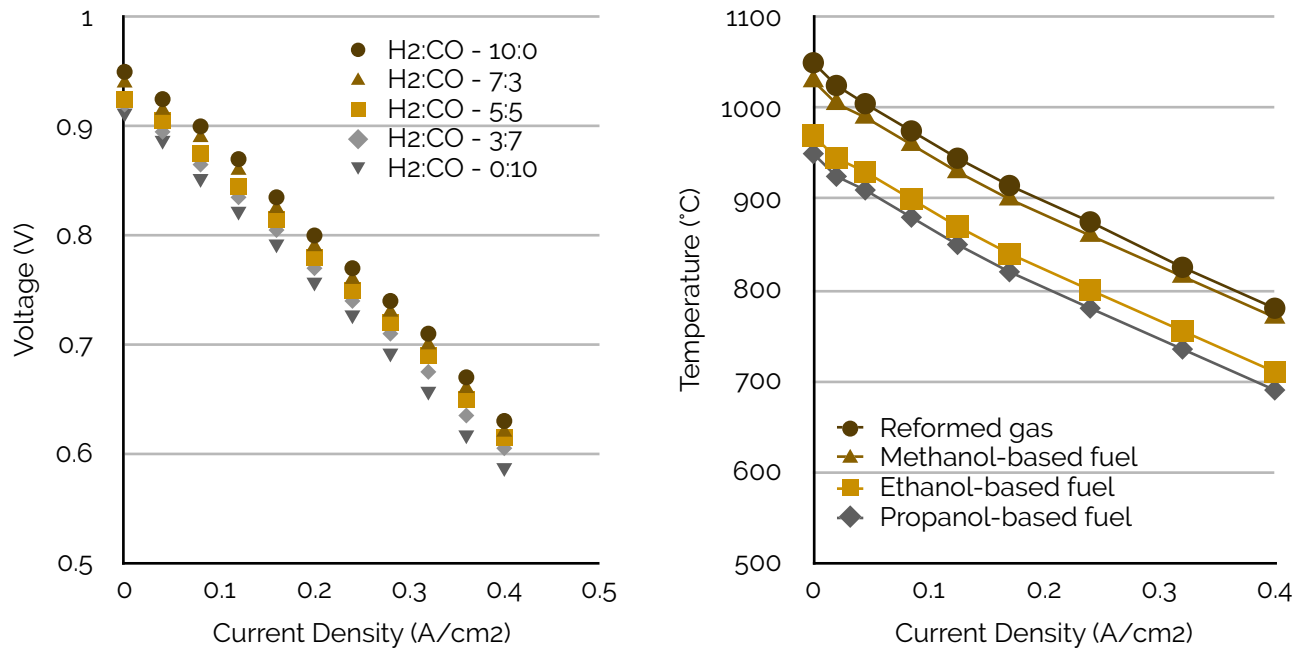 1
0.9
0.8
0.7
0.6
0.5
Voltage (V)
H2:CO - 10:0
H2:CO - 7:3
H2:CO - 5:5
H2:CO - 3:7
H2:CO - 0:10
0 0.1 0.2 0.3 0.4 0.5
Current Density (A/cm2)
1100
1000
900
800
700
600
500
Temperature (°C)
Reformed gas
Methanol-based fuel
Ethanol-based fuel
Propanol-based fuel
0 0.1 0.2 0.3 0.4
Current Density (A/cm2)